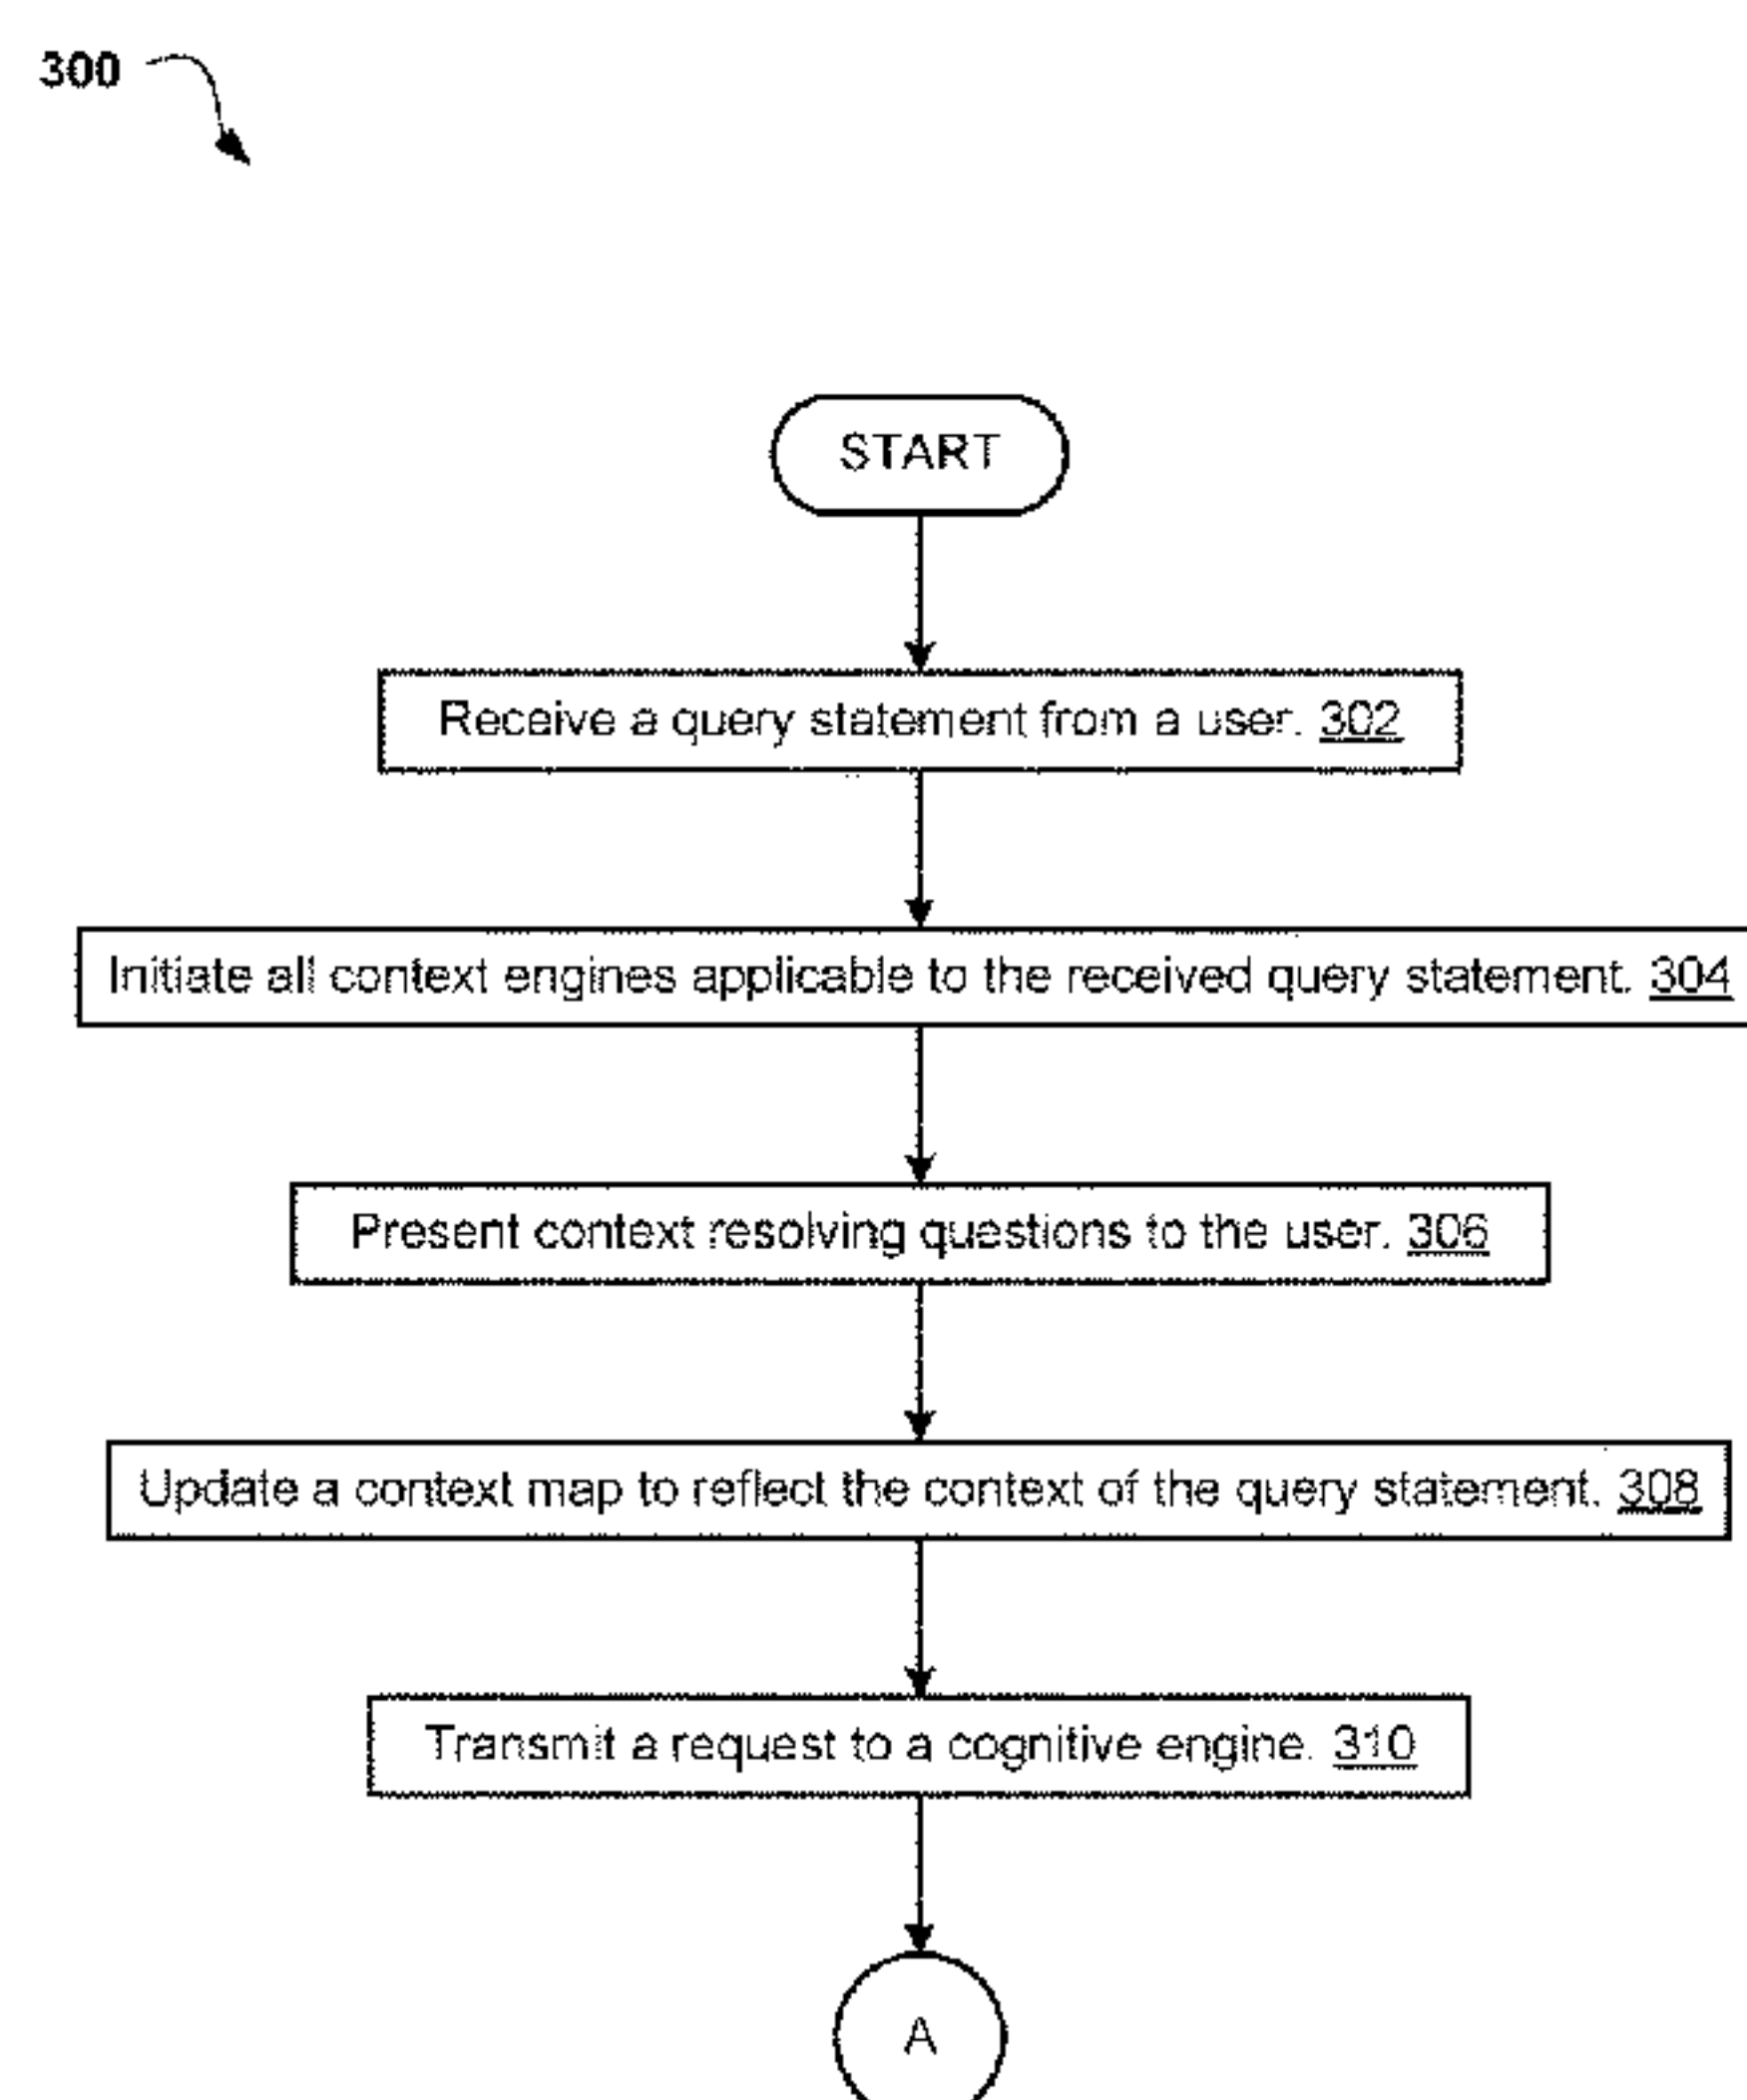 300
START
Receive a query statement from a user. 302
Initiate all context engines applicable to the received query statement. 304
Present context resolving questions to the user. 306
Update a context map to reflect the context of the query statement. 308
Transmit a request to a cognitive engine. 310
A